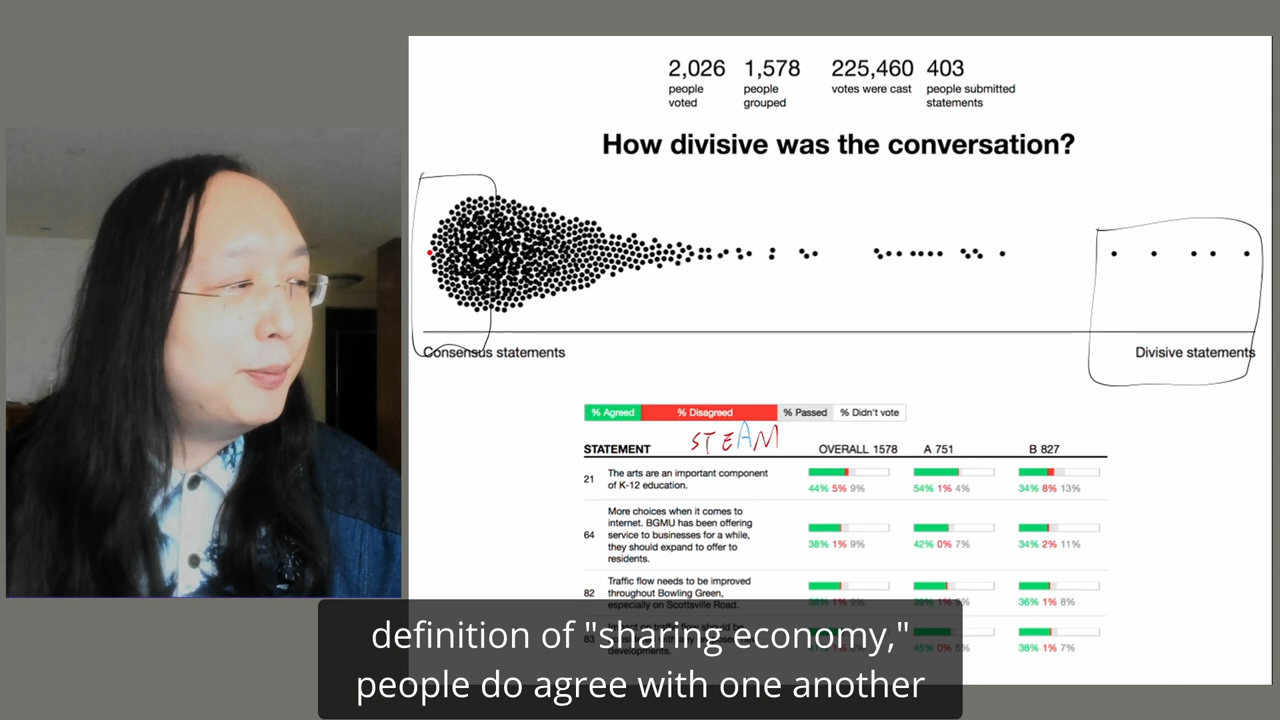 2,026 1,578 225,460 403
people voted
people grouped
votes were cast
people submitted statements
How divisive was the conversation?
Consensus statements
Divisive statements
% Agreed % Disagreed % Passed % Didn't vote
STEAM
STATEMENT OVERALL 1578 A 751 B 827
21 The arts are an important component
of K-12 education.
44% 5% 9% 54% 1% 4% 34% 8% 13%
More choices when it comes to
internet. BGMU has been offering
64 service to businesses for a while,
they should expand to offer to
residents.
38% 1% 9% 42% 0% 7% 34% 2% 11%
Traffic flow needs to be improved
82 throughout Bowling Green,
especially on Scottsville Road.
36% 1% 8%
83
developments.
45% 0% 38% 1% 7%
definition of "sharing economy,"
people do agree with one another